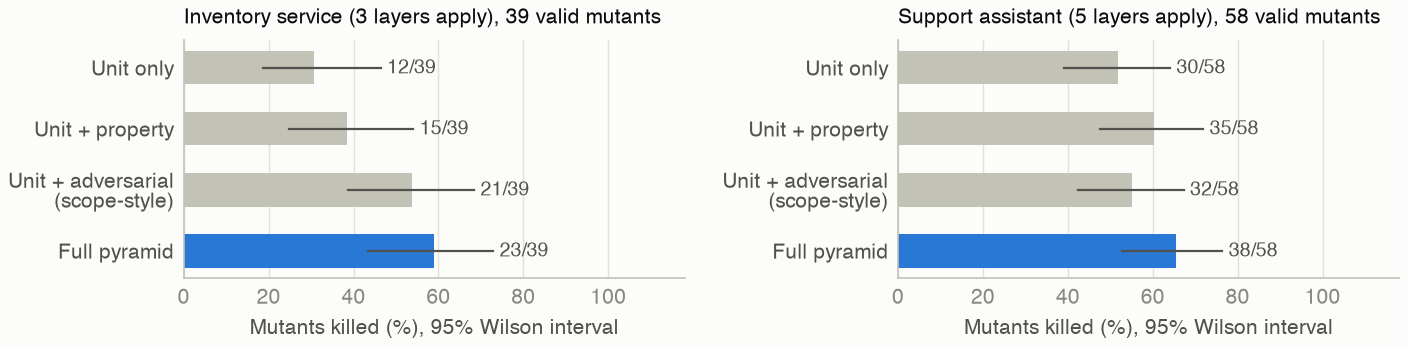 Inventory service (3 layers apply), 39 valid mutants
Unit only
12/39
Unit + property
15/39
Unit + adversarial
(scope-style)
21/39
Full pyramid
23/39
0 20 40 60 80 100
Mutants killed (%), 95% Wilson interval
Support assistant (5 layers apply), 58 valid mutants
Unit only
30/58
Unit + property
35/58
Unit + adversarial
(scope-style)
32/58
Full pyramid
38/58
0 20 40 60 80 100
Mutants killed (%), 95% Wilson interval